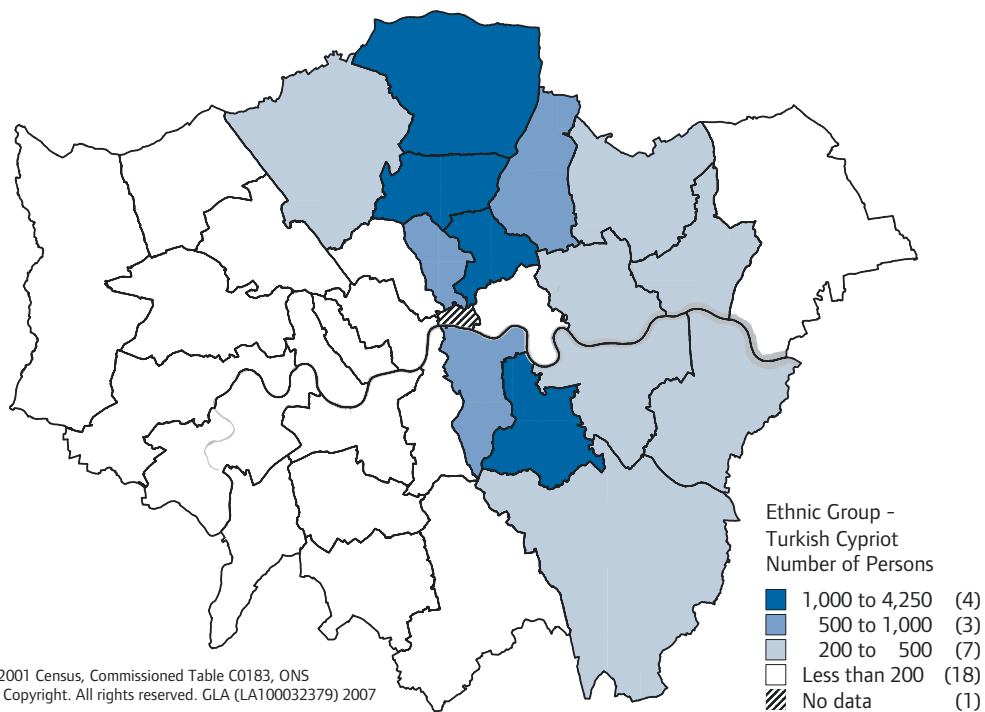 Ethnic Group -
Turkish Cypriot
Number of Persons
1,000 to 4,250 (4)
500 to 1,000 (3)
200 to 500 (7)
Less than 200 (18)
No data (1)
2001 Census, Commissioned Table C0183, ONS
Copyright. All rights reserved. GLA (LA100032379) 2007